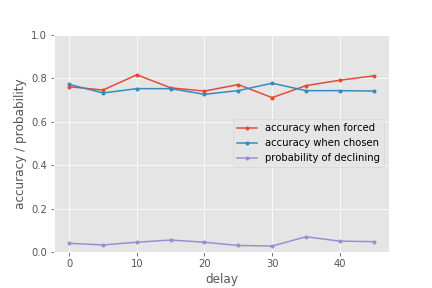 1.0
0.8
0.6
0.4
0.2
0.0
accuracy / probability
accuracy when forced
accuracy when chosen
probability of declining
0 10 20 30 40
delay